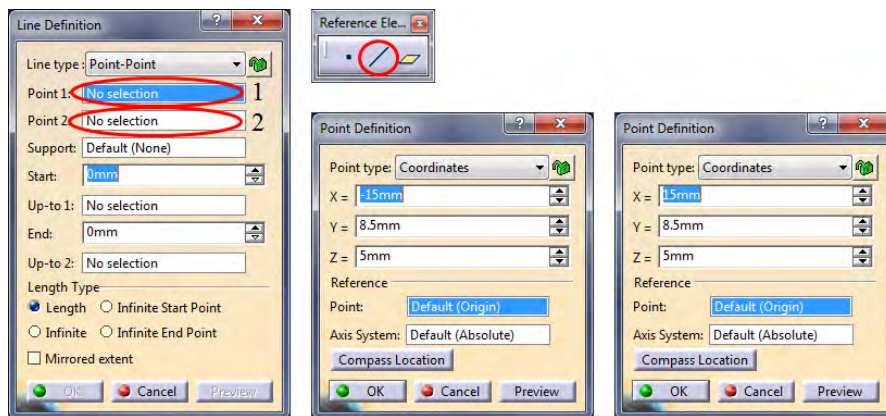 Line Definition
Line type : Point-Point
Point 1: No selection 1
Point 2: No selection 2
Support: Default (None)
Start: 0mm
Up-to 1: No selection
End: 0mm
Up-to 2: No selection
Length Type
Length Infinite Start Point
Infinite Infinite End Point
Mirrored extent
OK Cancel Preview
Reference Ele...
Point Definition
Point type: Coordinates
X = -15mm
Y = 8.5mm
Z = 5mm
Reference
Point: Default (Origin)
Axis System: Default (Absolute)
Compass Location
OK Cancel Preview
Point Definition
Point type: Coordinates
X = 15mm
Y = 8.5mm
Z = 5mm
Reference
Point: Default (Origin)
Axis System: Default (Absolute)
Compass Location
OK Cancel Preview